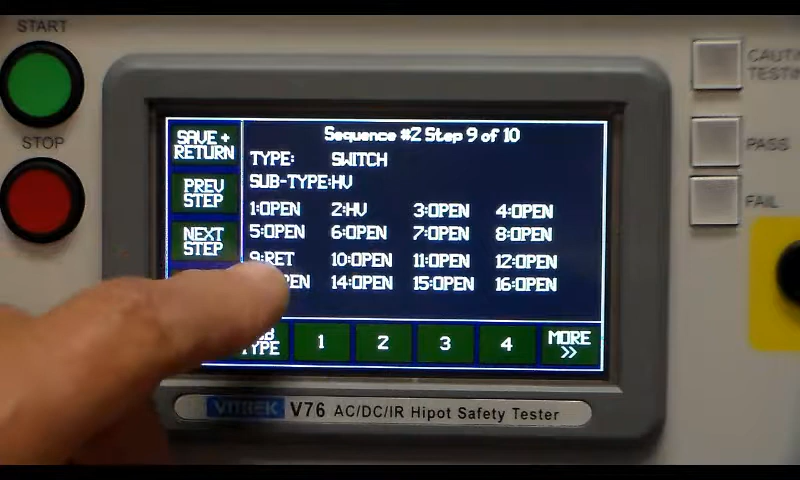 START
STOP
SAVE +
RETURN
PREV
STEP
NEXT
STEP
Sequence #2 Step 9 of 10
TYPE: SWITCH
SUB-TYPE:HV
1:OPEN 2:HV 3:OPEN 4:OPEN
5:OPEN 6:OPEN 7:OPEN 8:OPEN
9:RET 10:OPEN 11:OPEN 12:OPEN
14:OPEN 15:OPEN 16:OPEN
TYPE 1 2 3 4 MORE >>
VITREK V76 AC/DC/IR Hipot Safety Tester
PASS
FAIL